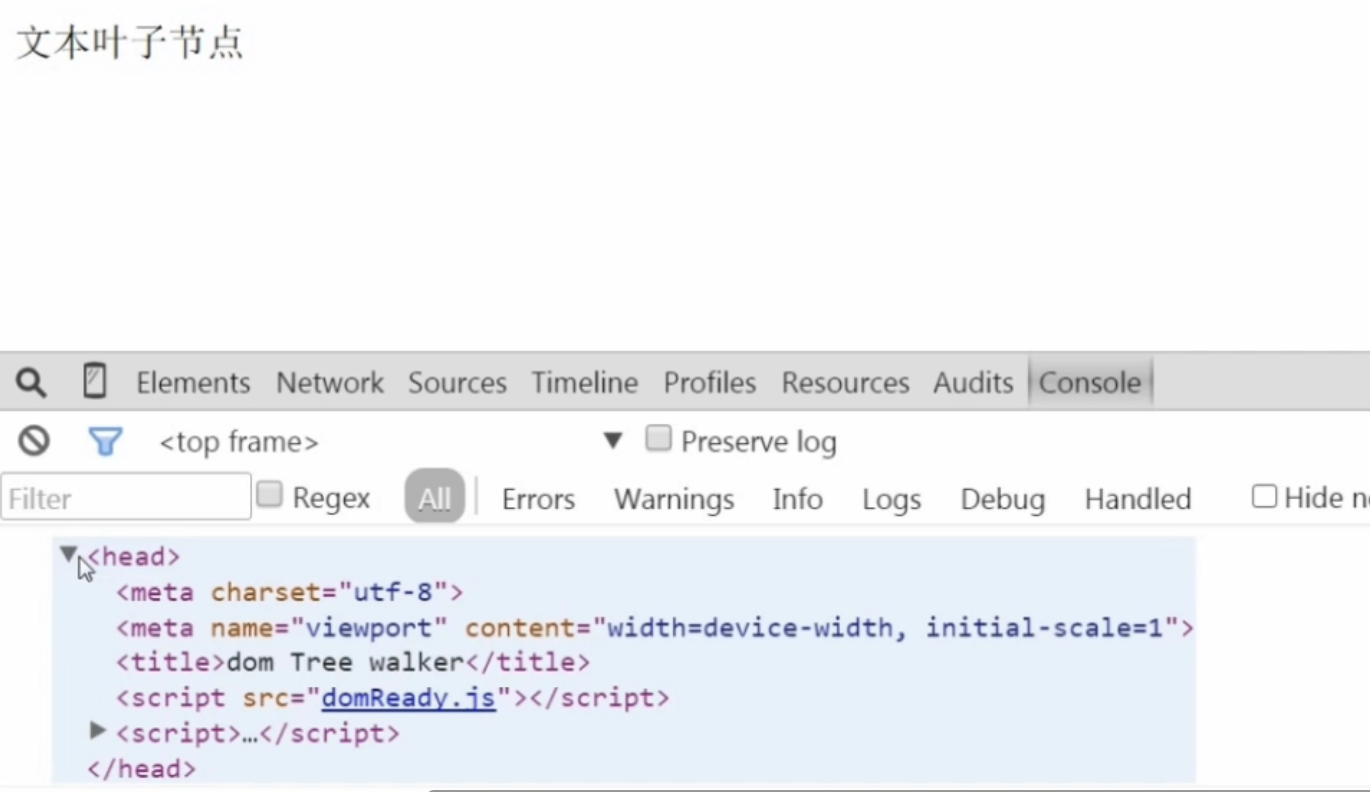 文本叶子节点
Elements Network Sources Timeline Profiles Resources Audits Console
<top frame> Preserve log
Filter Regex All Errors Warnings Info Logs Debug Handled Hide
<head>
<meta charset="utf-8">
<meta name="viewport" content="width=device-width, initial-scale=1">
<title>dom Tree walker</title>
<script src="domReady.js"></script>
<script>…</script>
</head>